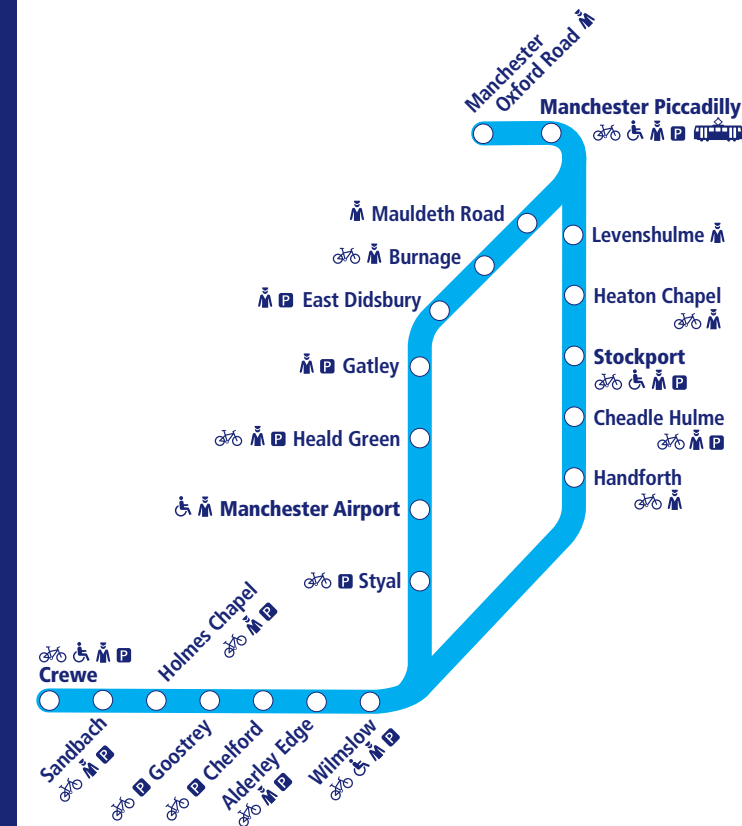 Manchester
Oxford Road
Manchester Piccadilly
P
Mauldeth Road
Levenshulme
Burnage
Heaton Chapel
P East Didsbury
Stockport
P
P Gatley
Cheadle Hulme
P
P Heald Green
Handforth
Manchester Airport
P Styal
Holmes Chapel
P
P
Crewe
Sandbach
P
P Goostrey
P Chelford
Alderley Edge
P
Wilmslow
P